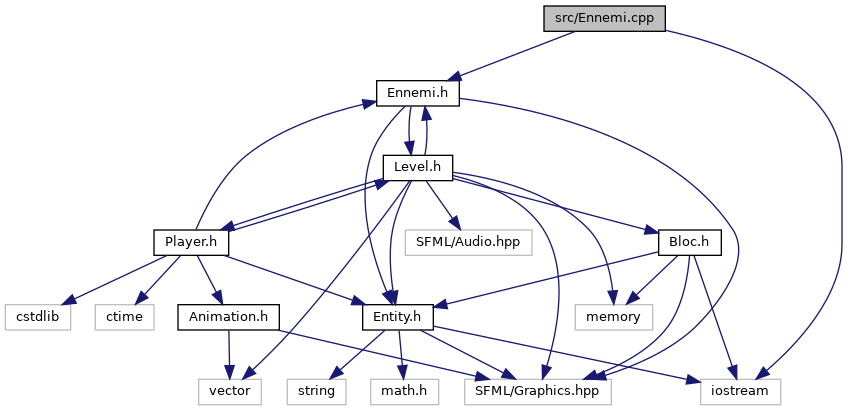 src/Ennemi.cpp
Ennemi.h
Level.h
Player.h
SFML/Audio.hpp
Bloc.h
cstdlib
ctime
Animation.h
Entity.h
memory
vector
string
math.h
SFML/Graphics.hpp
iostream